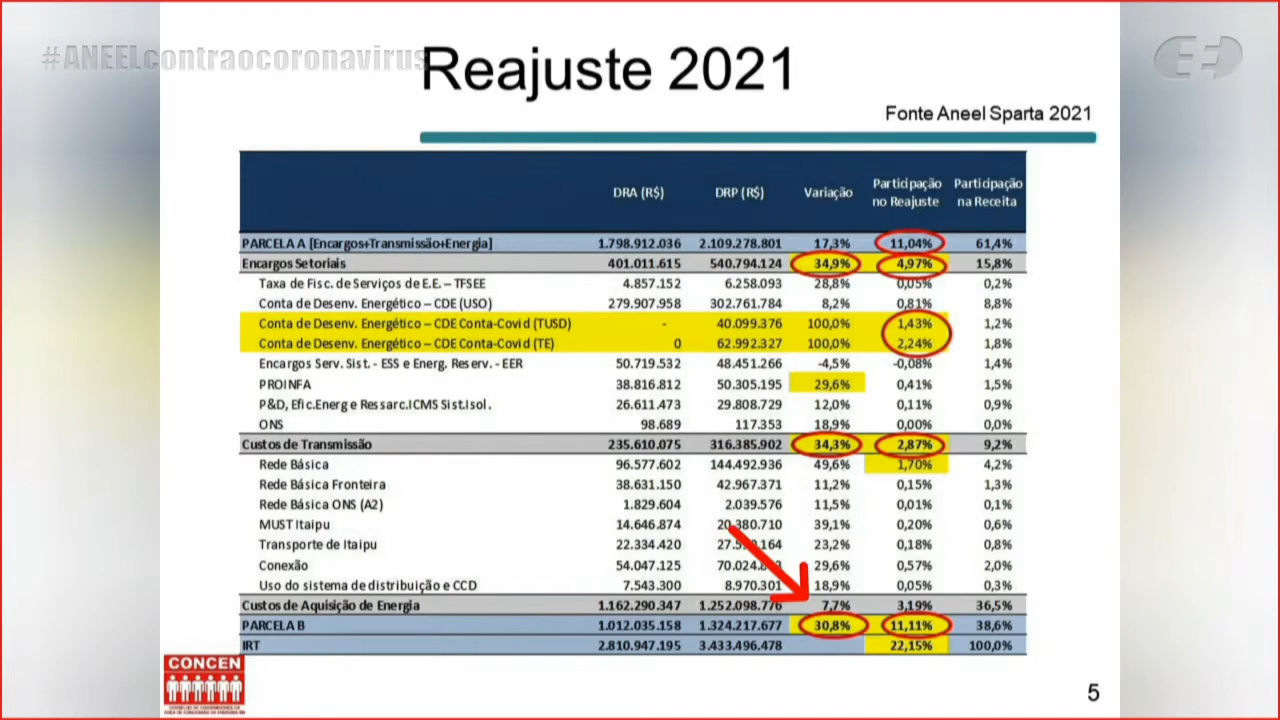 #ANEELcontraocoronavirus
Reajuste 2021
Fonte Aneel Sparta 2021
DRA (R$) DRP (R$) Variação Participação no Reajuste Participação na Receita
PARCELA A [Encargos+Transmissão+Energia] 1.798.912.036 2.109.278.801 17,3% 11,04% 61,4%
Encargos Setoriais 401.011.615 540.794.124 34,9% 4,97% 15,8%
Taxa de Fisc. de Serviços de E.E. – TFSEE 4.857.152 6.258.093 28,8% 0,05% 0,2%
Conta de Desenv. Energético – CDE (USO) 279.907.958 302.761.784 8,2% 0,81% 8,8%
Conta de Desenv. Energético – CDE Conta-Covid (TUSD) - 40.099.376 100,0% 1,43% 1,2%
Conta de Desenv. Energético – CDE Conta-Covid (TE) 0 62.992.327 100,0% 2,24% 1,8%
Encargos Serv. Sist. - ESS e Energ. Reserv. - EER 50.719.532 48.451.266 -4,5% -0,08% 1,4%
PROINFA 38.816.812 50.305.195 29,6% 0,41% 1,5%
P&D, Efic.Energ e Ressarc.ICMS Sist.Isol. 26.611.473 29.808.729 12,0% 0,11% 0,9%
ONS 98.689 117.353 18,9% 0,00% 0,0%
Custos de Transmissão 235.610.075 316.385.902 34,3% 2,87% 9,2%
Rede Básica 96.577.602 144.492.936 49,6% 1,70% 4,2%
Rede Básica Fronteira 38.631.150 42.967.371 11,2% 0,15% 1,3%
Rede Básica ONS (A2) 1.829.604 2.039.576 11,5% 0,01% 0,1%
MUST Itaipu 14.646.874 20.380.710 39,1% 0,20% 0,6%
Transporte de Itaipu 22.334.420 23,2% 0,18% 0,8%
Conexão 54.047.125 29,6% 0,57% 2,0%
Uso do sistema de distribuição e CCD 7.543.300 8.970.301 18,9% 0,05% 0,3%
Custos de Aquisição de Energia 1.162.290.347 1.252.098.776 7,7% 3,19% 36,5%
PARCELA B 1.012.035.158 1.324.217.677 30,8% 11,11% 38,6%
IRT 2.810.947.195 3.433.496.478 22,15% 100,0%
CONCEN
5